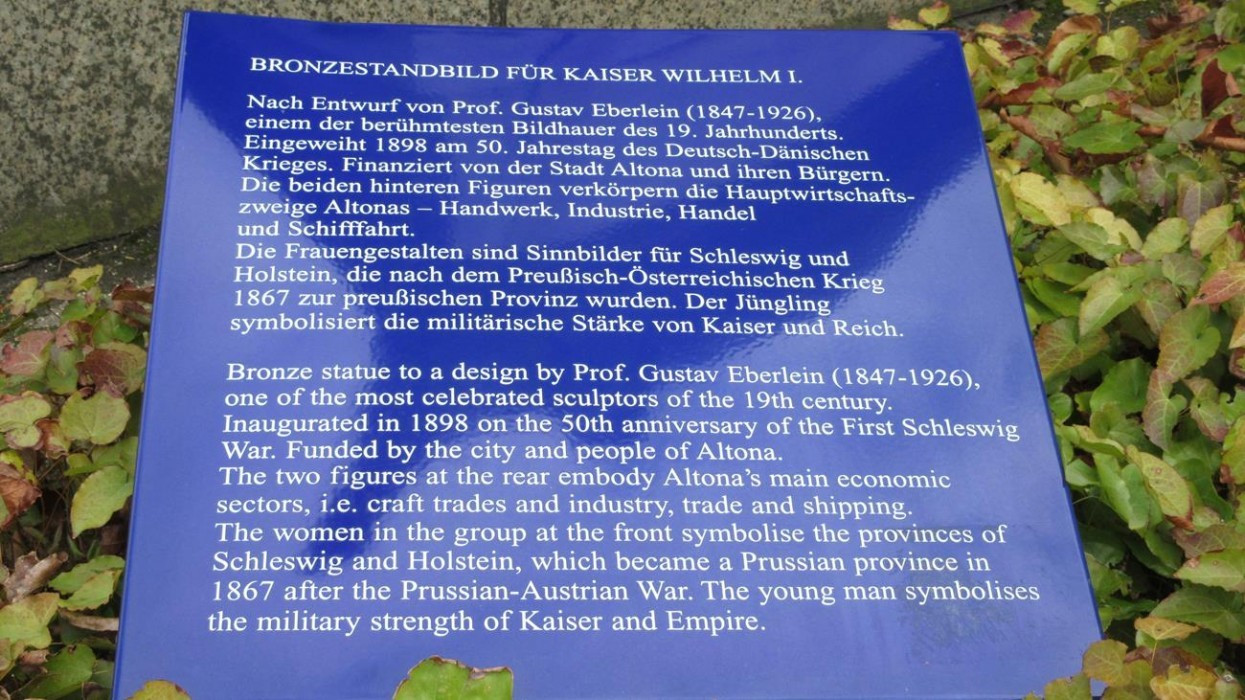 BRONZESTANDBILD FÜR KAISER WILHELM I.
Nach Entwurf von Prof. Gustav Eberlein (1847-1926),
einem der berühmtesten Bildhauer des 19. Jahrhunderts.
Eingeweiht 1898 am 50. Jahrestag des Deutsch-Dänischen
Krieges. Finanziert von der Stadt Altona und ihren Bürgern.
Die beiden hinteren Figuren verkörpern die Hauptwirtschafts-
zweige Altonas – Handwerk, Industrie, Handel
und Schifffahrt.
Die Frauengestalten sind Sinnbilder für Schleswig und
Holstein, die nach dem Preußisch-Österreichischen Krieg
1867 zur preußischen Provinz wurden. Der Jüngling
symbolisiert die militärische Stärke von Kaiser und Reich.
Bronze statue to a design by Prof. Gustav Eberlein (1847-1926),
one of the most celebrated sculptors of the 19th century.
Inaugurated in 1898 on the 50th anniversary of the First Schleswig
War. Funded by the city and people of Altona.
The two figures at the rear embody Altona's main economic
sectors, i.e. craft trades and industry, trade and shipping.
The women in the group at the front symbolise the provinces of
Schleswig and Holstein, which became a Prussian province in
1867 after the Prussian-Austrian War. The young man symbolises
the military strength of Kaiser and Empire.